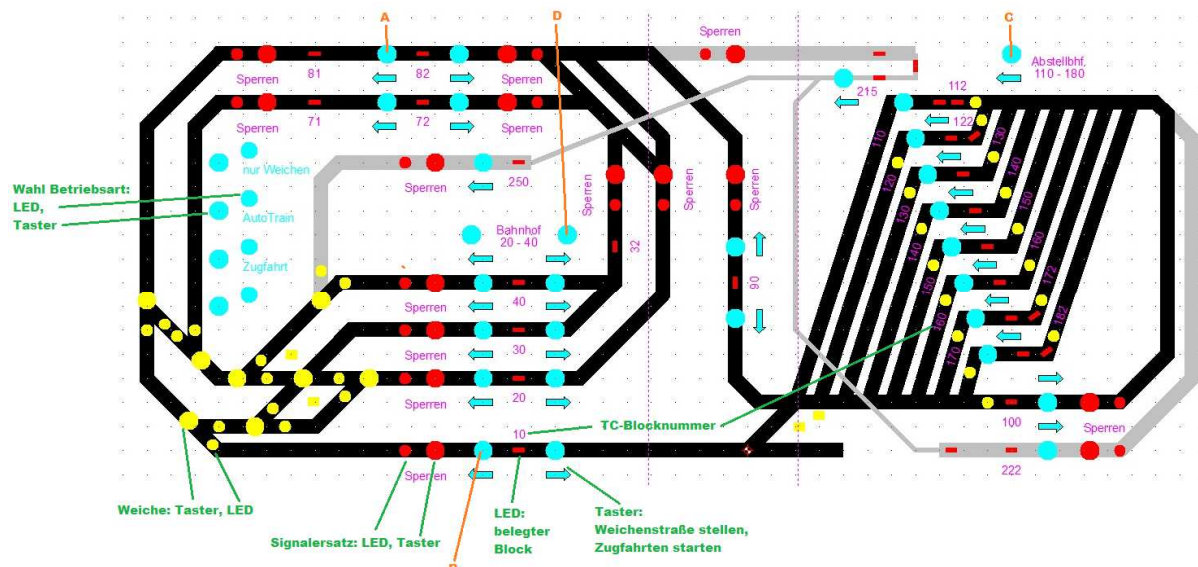 A
D
C
Sperren
Sperren
81
82
Sperren
Abstellbhf,
110 - 180
215
112
122
Sperren
71
72
Sperren
nur Weichen
Wahl Betriebsart:
LED,
Taster
AutoTrain
Zugfahrt
Sperren
250
Bahnhof
20 - 40
Sperren
32
Sperren
Sperren
90
110
120
130
140
150
160
170
130
140
150
160
172
182
40
Sperren
30
Sperren
20
Sperren
10
TC-Blocknummer
100
Sperren
222
Sperren
Weiche: Taster, LED
Signalersatz: LED, Taster
LED:
belegter
Block
Taster:
Weichenstraße stellen,
Zugfahrten starten